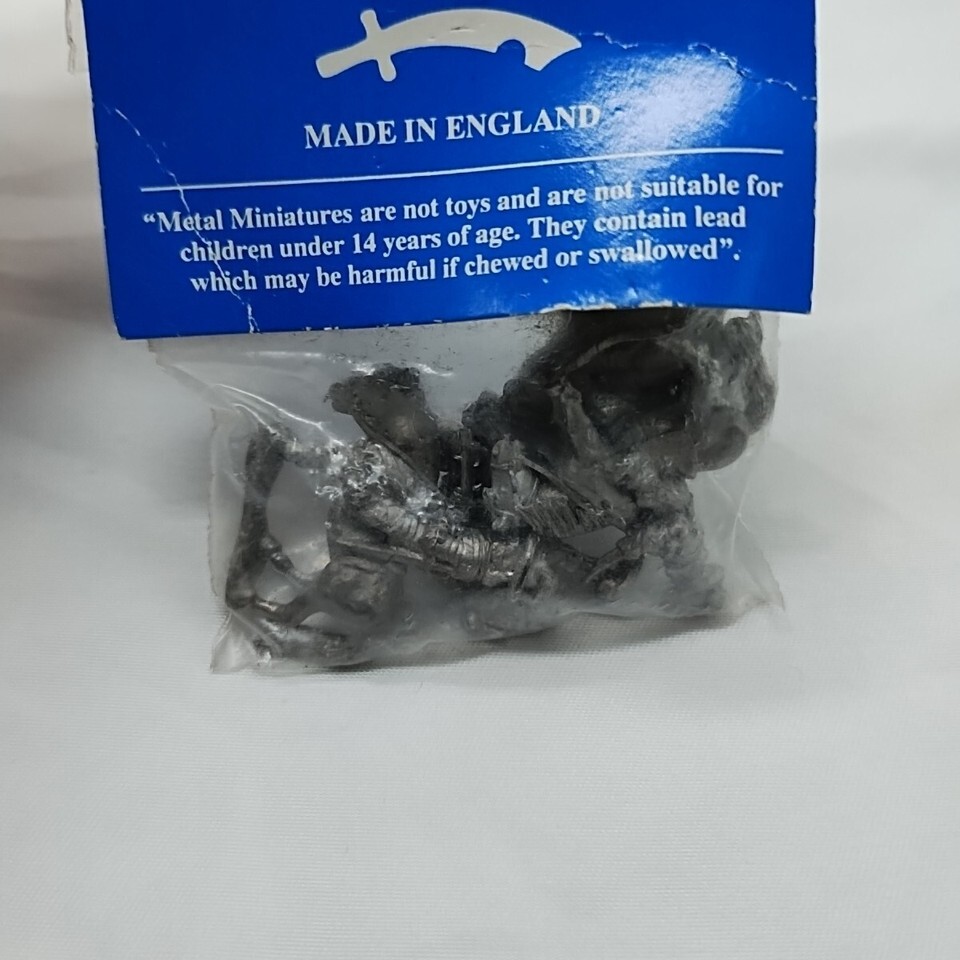 MADE IN ENGLAND
“Metal Miniatures are not toys and are not suitable for
children under 14 years of age. They contain lead
which may be harmful if chewed or swallowed”.